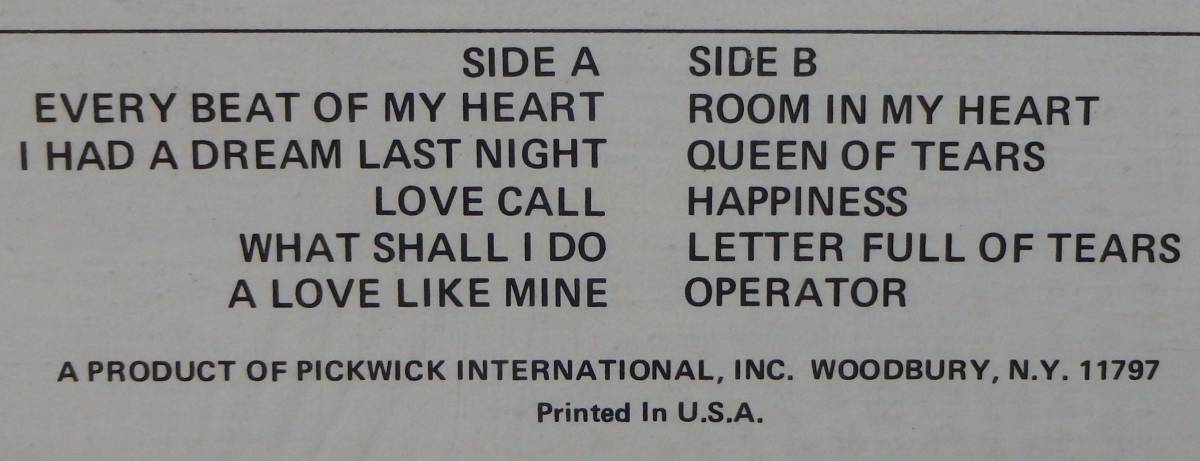 SIDE A
EVERY BEAT OF MY HEART
I HAD A DREAM LAST NIGHT
LOVE CALL
WHAT SHALL I DO
A LOVE LIKE MINE
SIDE B
ROOM IN MY HEART
QUEEN OF TEARS
HAPPINESS
LETTER FULL OF TEARS
OPERATOR
A PRODUCT OF PICKWICK INTERNATIONAL, INC. WOODBURY, N.Y. 11797
Printed In U.S.A.